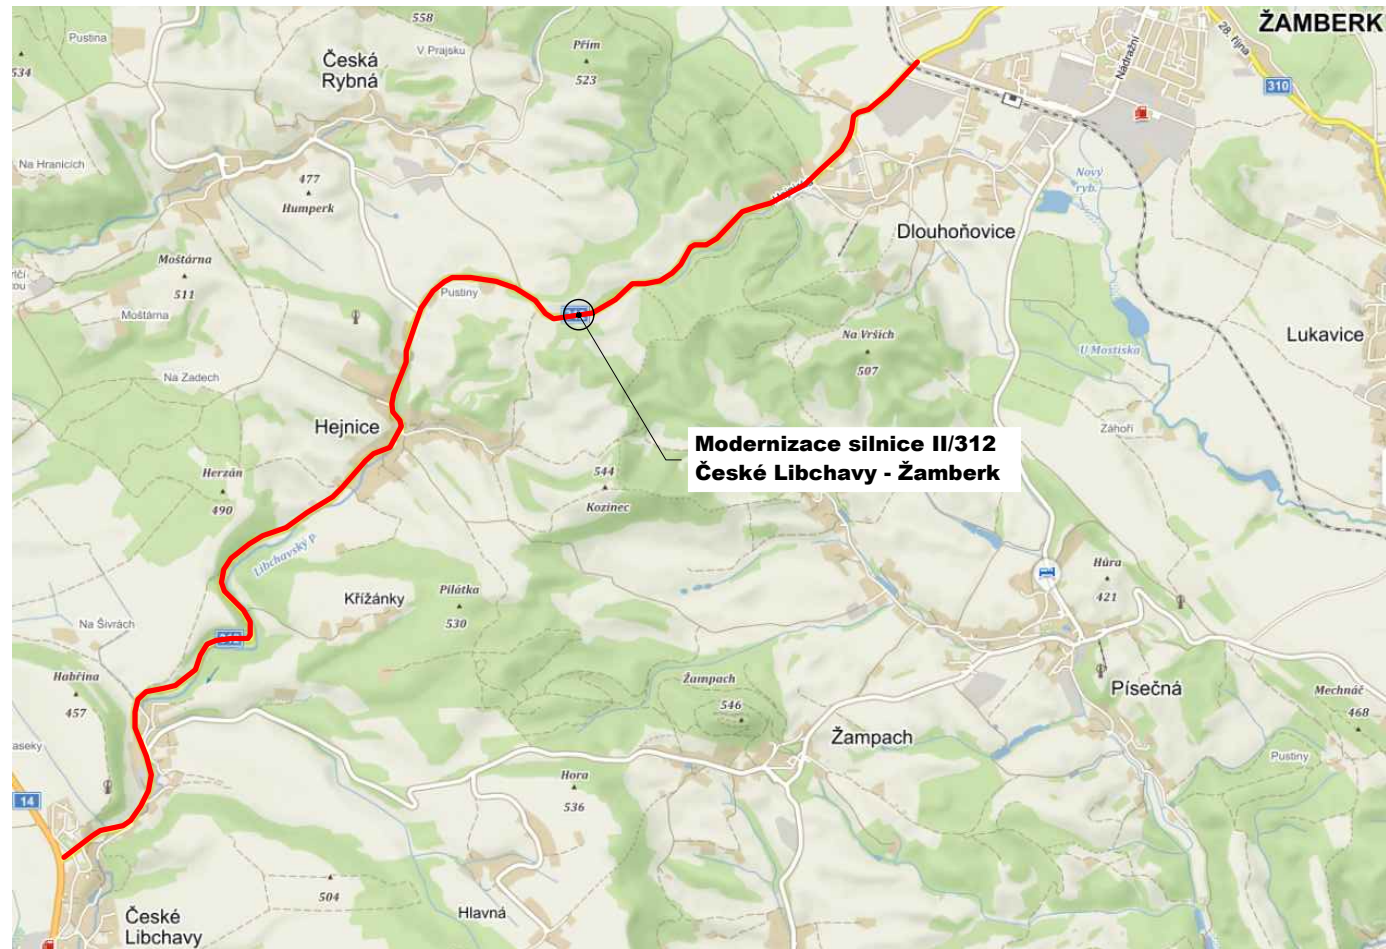 558
ŽAMBERK
Pustina
V Prajsku
Přím
28. října
Nádražní
534
Česká
Rybná
523
310
Na Hranicích
477
Humperk
Nový
ryb.
Dlouhoňovice
Moštárna
511
Pustiny
Moštárna
Na Vrších
507
Lukavice
U Mostiska
Na Zadech
Hejnice
Záhoří
Modernizace silnice II/312
České Libchavy - Žamberk
Herzán
490
544
Kozinec
Libchavský P.
Křížánky
Pilátka
530
Hůra
421
Na Šivrách
Habřina
457
Žampach
546
Písečná
Mechnáč
468
Žampach
aseky
Pustiny
Hora
536
14
504
Hlavná
České
Libchavy